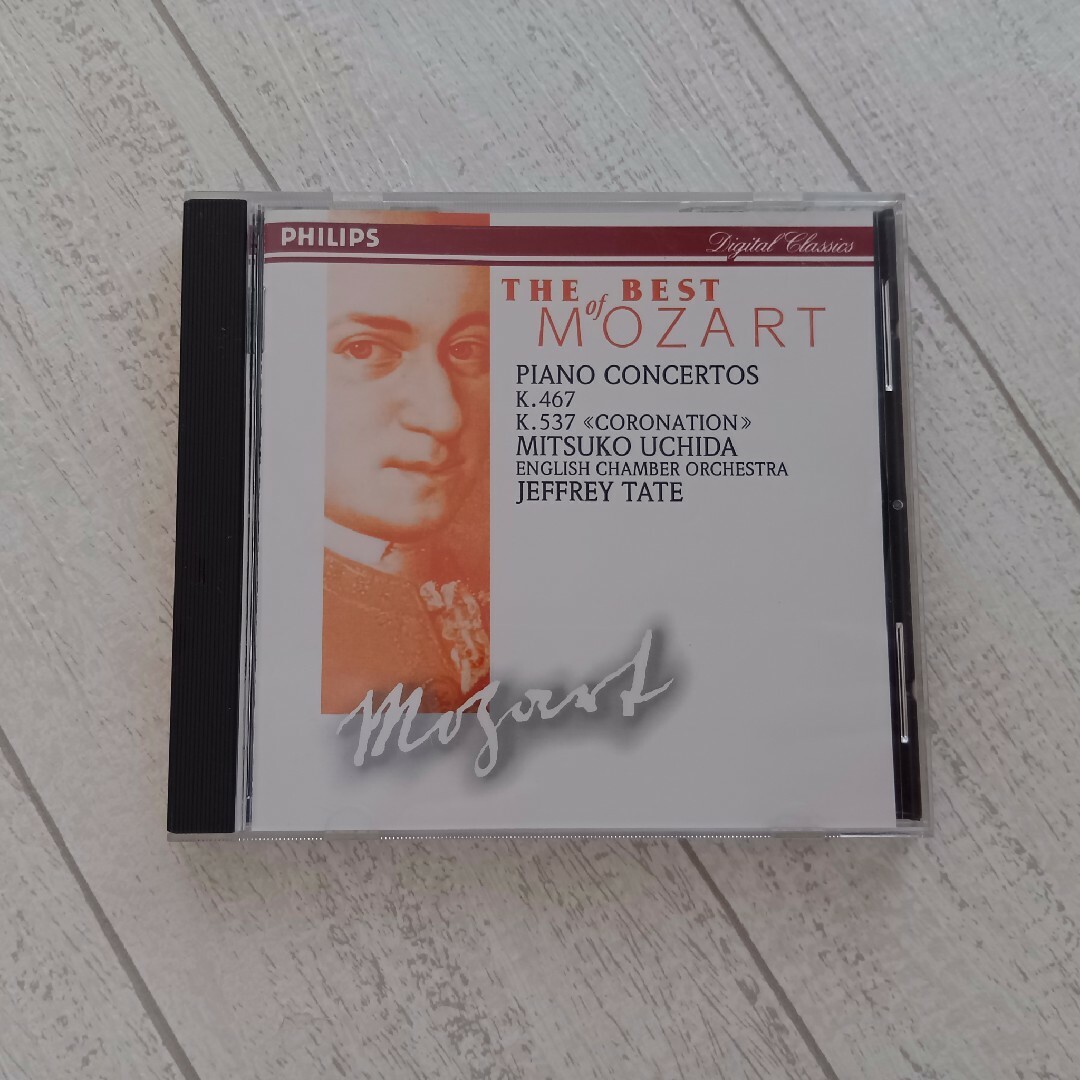 PHILIPS
Digital Classics
THE of BEST
MOZART
PIANO CONCERTOS
K.467
K.537 «CORONATION»
MITSUKO UCHIDA
ENGLISH CHAMBER ORCHESTRA
JEFFREY TATE
Mozart